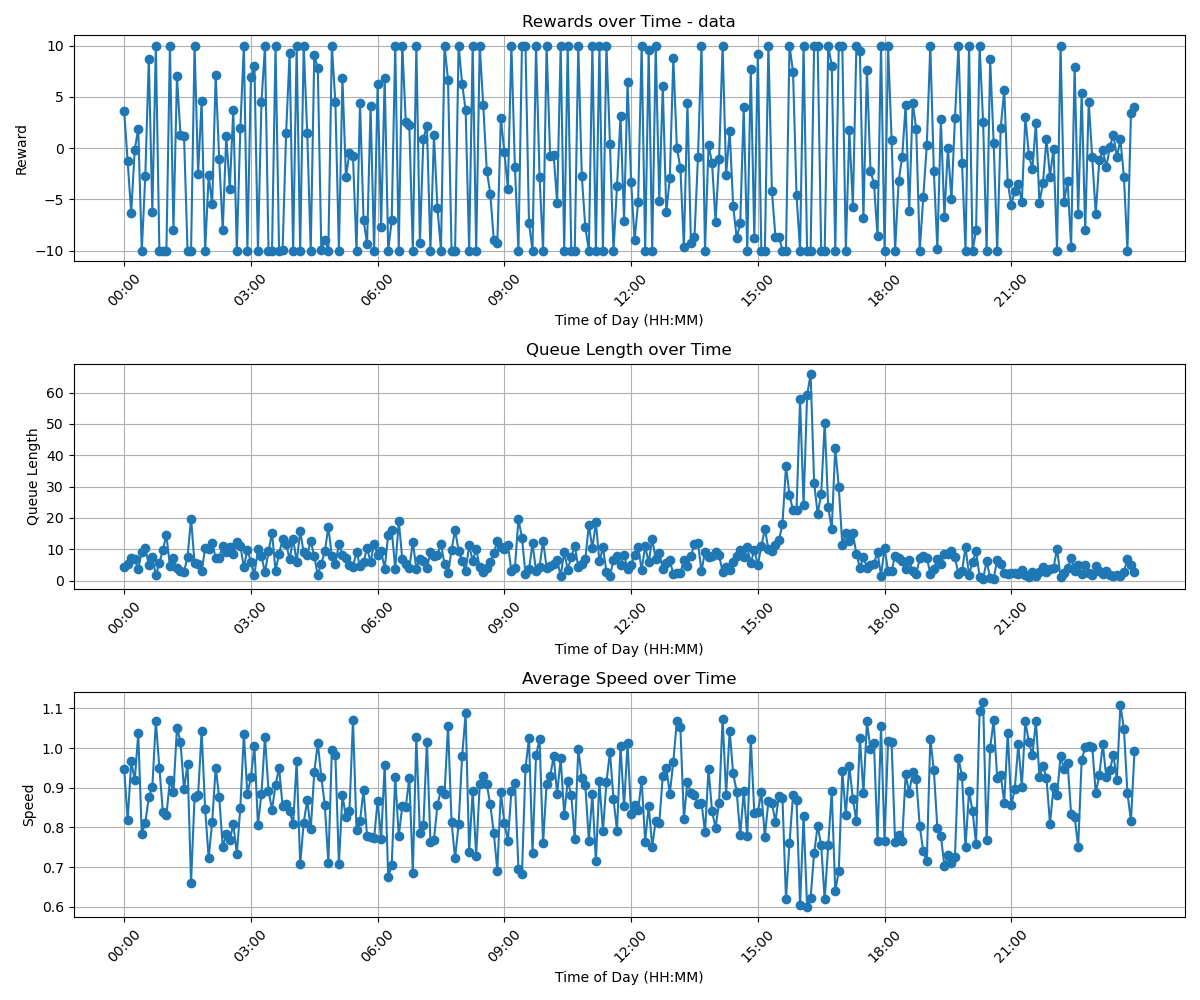 Rewards over Time - data
10
5
0
−5
−10
Reward
00:00 03:00 06:00 09:00 12:00 15:00 18:00 21:00
Time of Day (HH:MM)
Queue Length over Time
60
50
40
30
20
10
0
Queue Length
00:00 03:00 06:00 09:00 12:00 15:00 18:00 21:00
Time of Day (HH:MM)
Average Speed over Time
1.1
1.0
0.9
0.8
0.7
0.6
Speed
00:00 03:00 06:00 09:00 12:00 15:00 18:00 21:00
Time of Day (HH:MM)